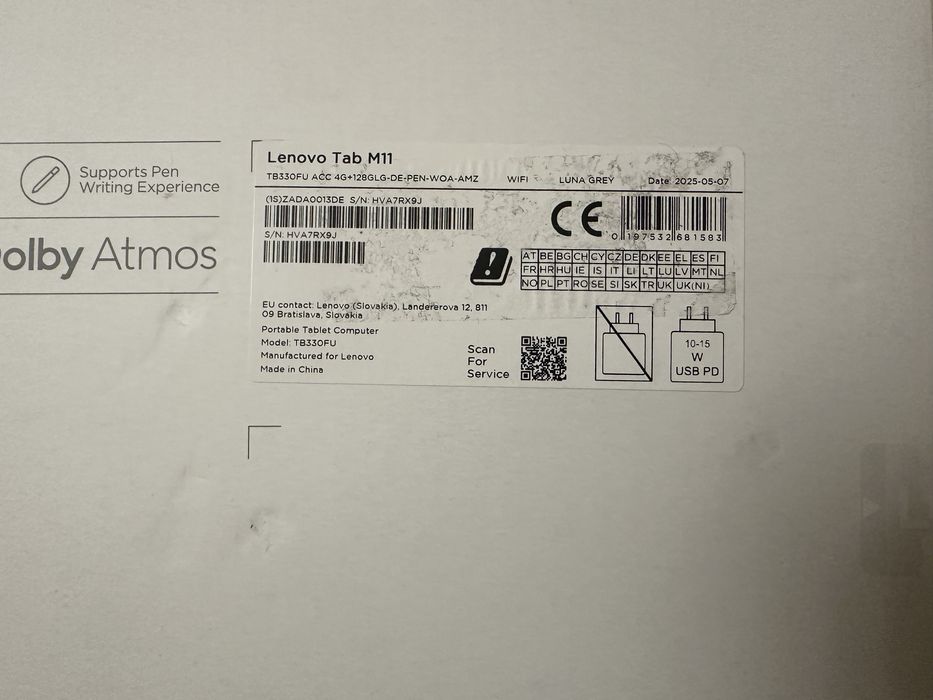 Supports Pen
Writing Experience
olby Atmos
Lenovo Tab M11
TB330FU ACC 4G+128GLG-DE-PEN-WOA-AMZ WIFI LUNA GREY Date: 2025-05-07
(1S)ZADA0013DE S/N: HVA7RX9J
S/N: HVA7RX9J
CE
0 197532 681583
AT BE BG CH CY CZ DE DK EE EL ES FI
FR HR HU IE IS IT LI LT LU LV MT NL
NO PL PT RO SE SI SK TR UK UK(NI)
EU contact: Lenovo (Slovakia), Landererova 12, 811
09 Bratislava, Slovakia
Portable Tablet Computer
Model: TB330FU
Manufactured for Lenovo
Made in China
Scan
For
Service
10-15
W
USB PD